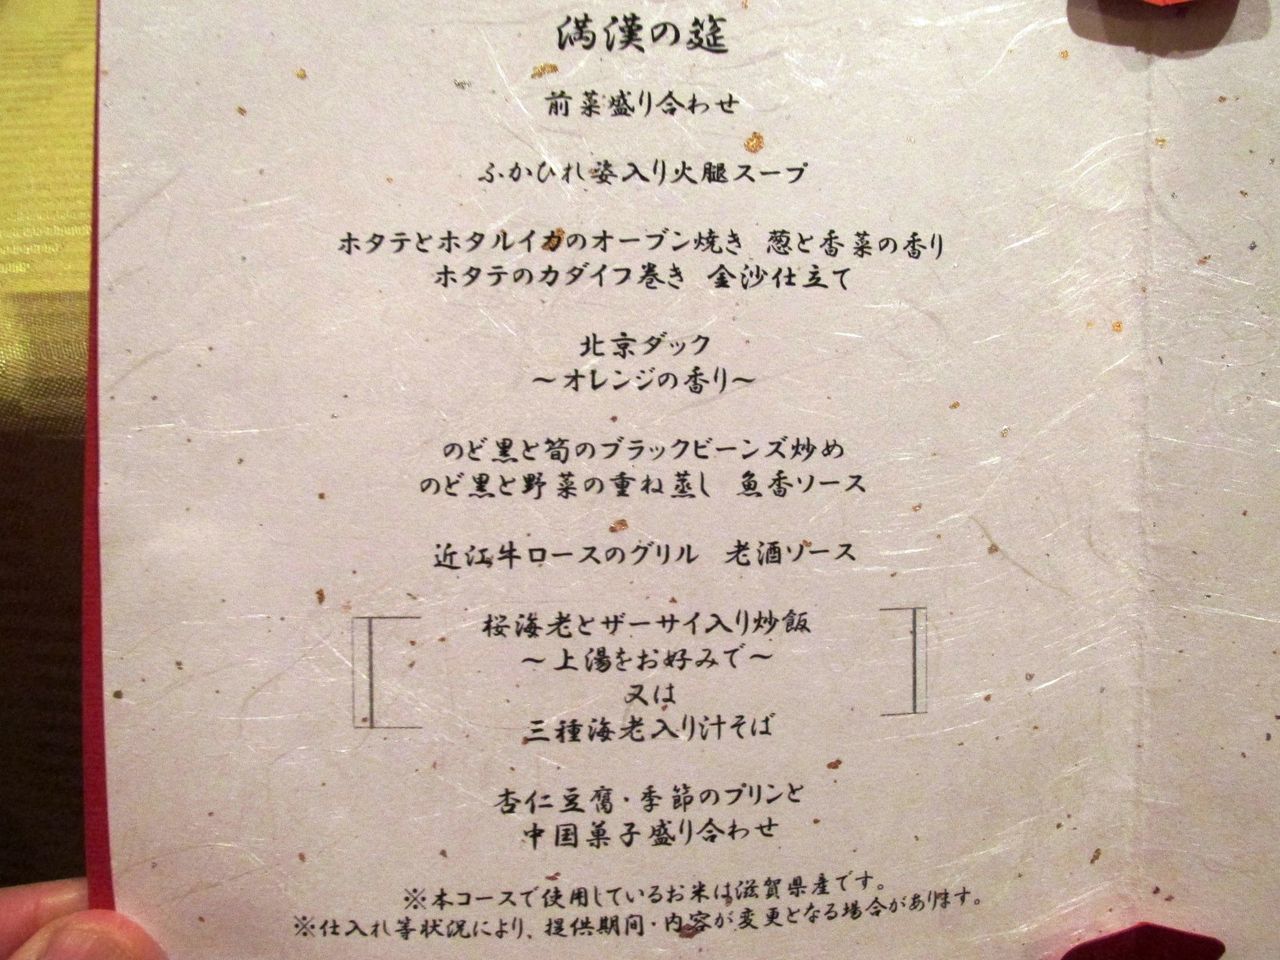 満漢の筵
前菜盛り合わせ
ふかひれ姿入り火腿スープ
ホタテとホタルイカのオーブン焼き 葱と香菜の香り
ホタテのカダイフ巻き 金沙仕立て
北京ダック
～オレンジの香り～
のど黒と筍のブラックビーンズ炒め
のど黒と野菜の重ね蒸し 魚香ソース
近江牛ロースのグリル 老酒ソース
桜海老とザーサイ入り炒飯
～上湯をお好みで～
又は
三種海老入り汁そば
杏仁豆腐・季節のプリンと
中国菓子盛り合わせ
※本コースで使用しているお米は滋賀県産です。
※仕入れ等状況により、提供期間・内容が変更となる場合があります。